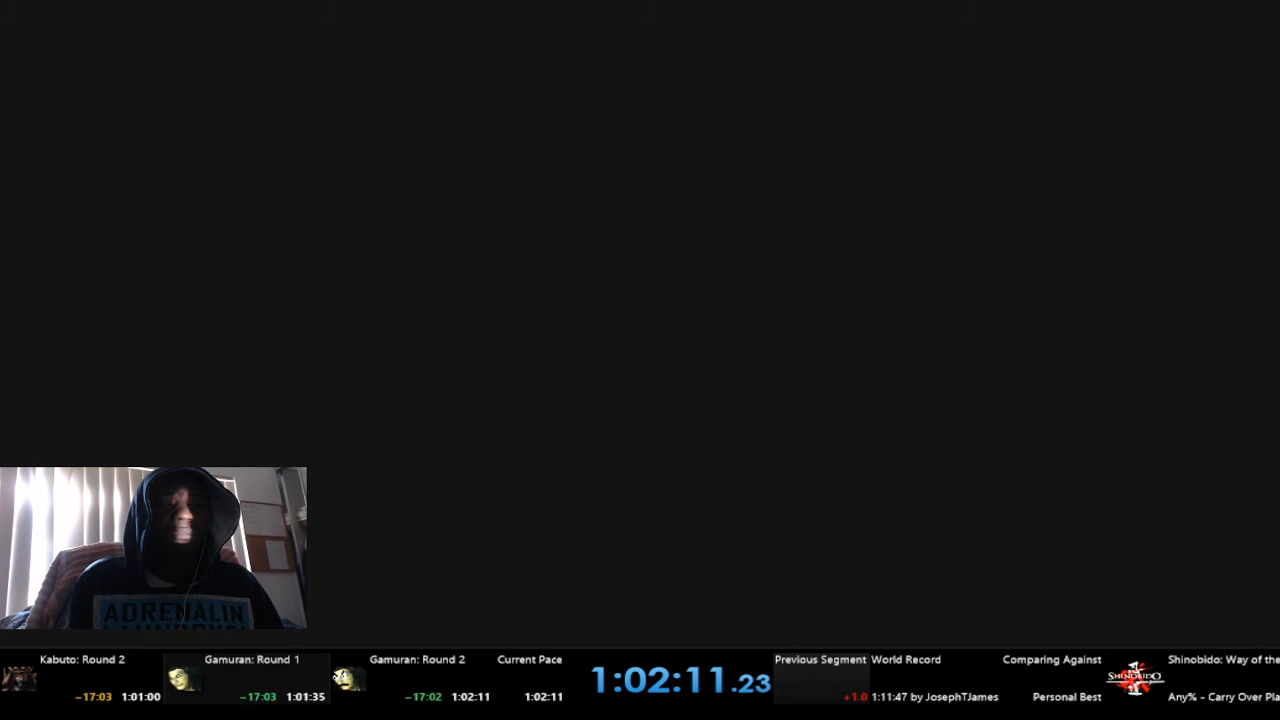 ADRENALIN
Kabuto: Round 2
−17:03 1:01:00
Gamuran: Round 1
−17:03 1:01:35
Gamuran: Round 2
−17:02 1:02:11
Current Pace
1:02:11
1:02:11.23
Previous Segment
+1.0
World Record
1:11:47 by JosephTJames
Comparing Against
Personal Best
SHINOBIDO
Shinobido: Way of the
Any% - Carry Over Pla